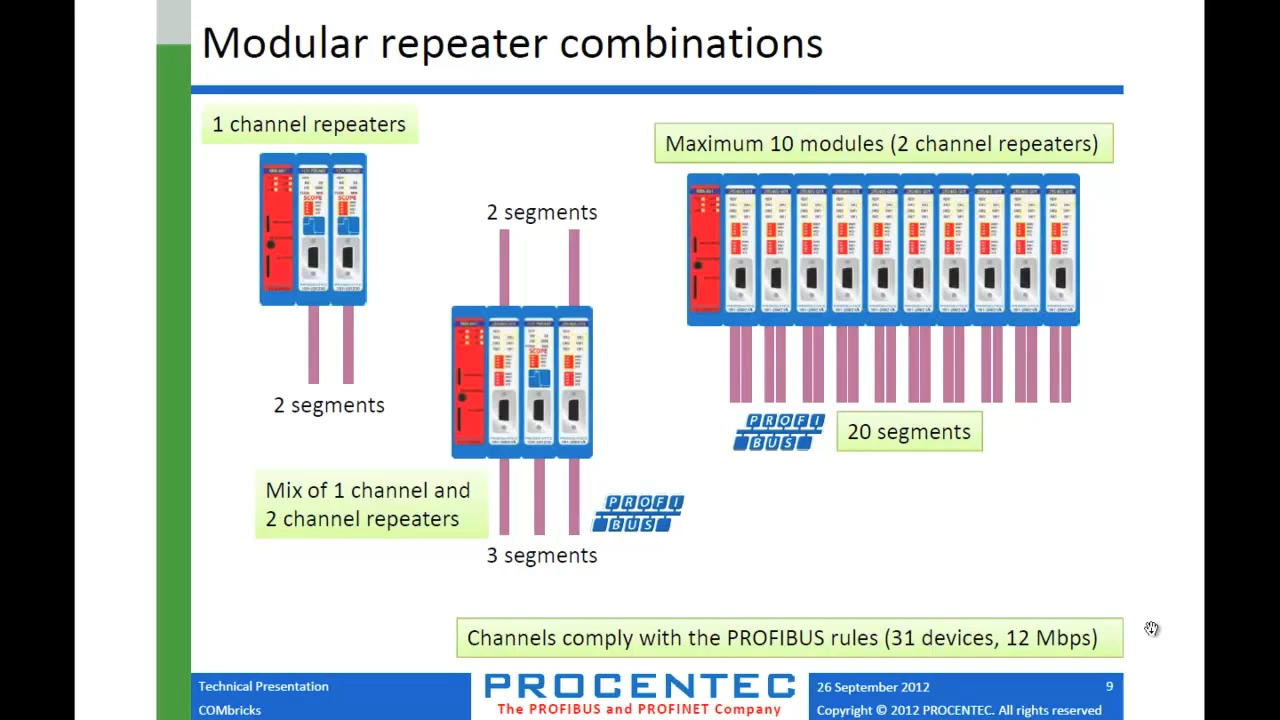 Modular repeater combinations
1 channel repeaters
Maximum 10 modules (2 channel repeaters)
2 segments
SCOPE
SCOPE
2 segments
SCOPE
PROFI
BUS
20 segments
Mix of 1 channel and
2 channel repeaters
PROFI
BUS
3 segments
Channels comply with the PROFIBUS rules (31 devices, 12 Mbps)
Technical Presentation
COMbricks
PROCENTEC
The PROFIBUS and PROFINET Company
26 September 2012
9
Copyright © 2012 PROCENTEC. All rights reserved